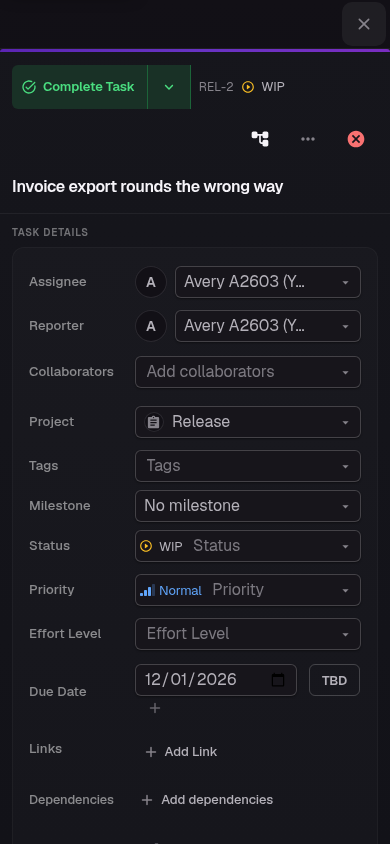 Complete Task REL-2 WIP
Invoice export rounds the wrong way
TASK DETAILS
Assignee A Avery A2603 (Y...
Reporter A Avery A2603 (Y...
Collaborators Add collaborators
Project Release
Tags Tags
Milestone No milestone
Status WIP Status
Priority Normal Priority
Effort Level Effort Level
Due Date 12/01/2026 TBD
+
Links + Add Link
Dependencies + Add dependencies